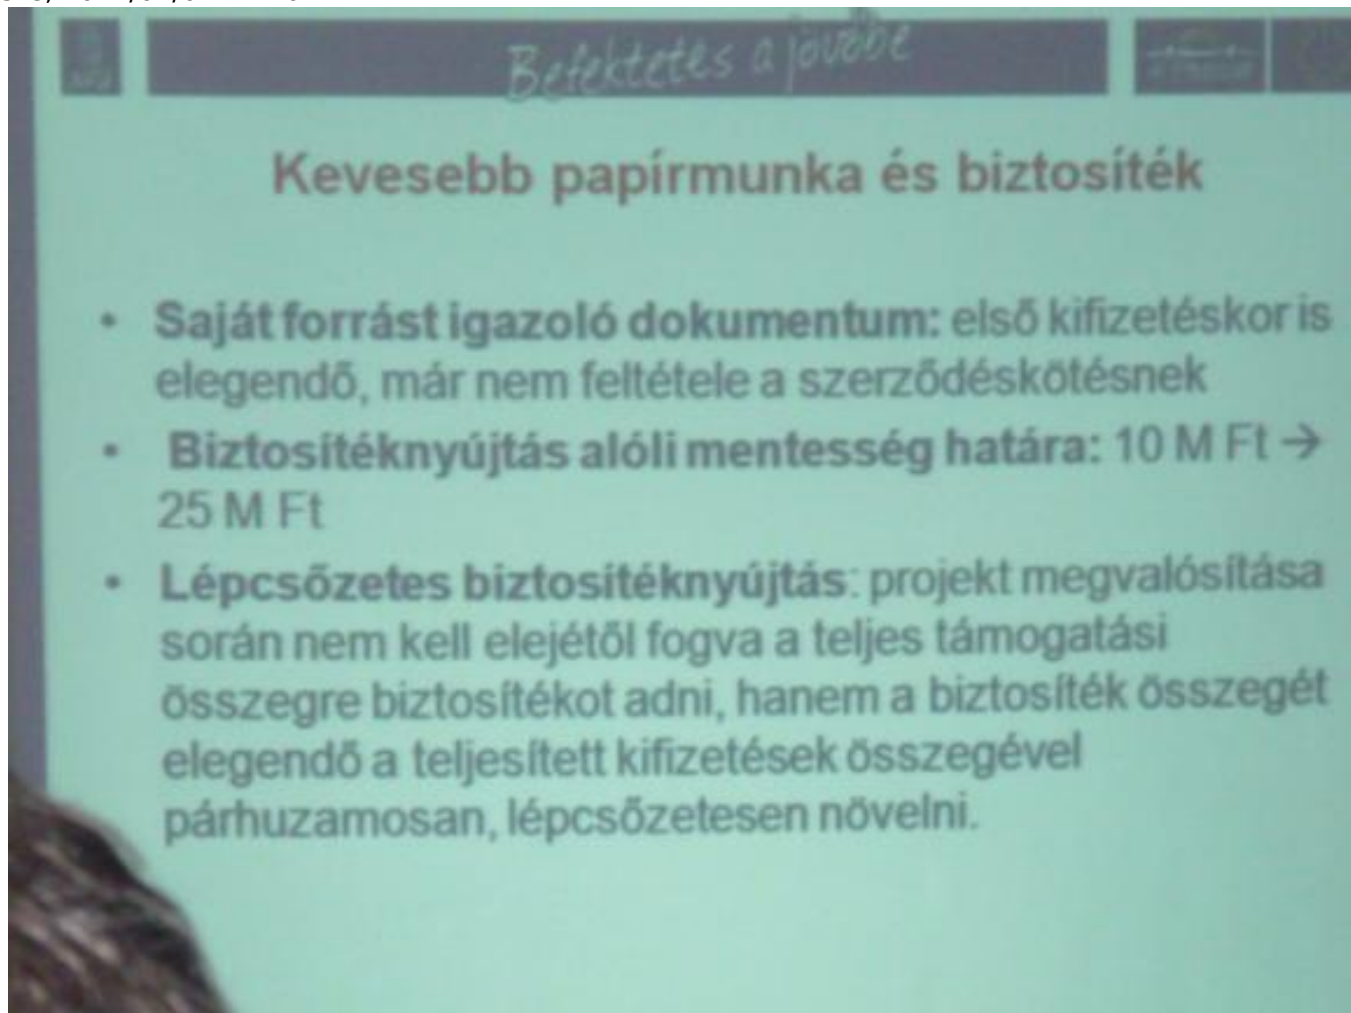 Befektetés a jövőbe
Kevesebb papírmunka és biztosíték
• Saját forrást igazoló dokumentum: első kifizetéskor is
elegendő, már nem feltétele a szerződéskötésnek
• Biztosítéknyújtás alóli mentesség határa: 10 M Ft →
25 M Ft
• Lépcsőzetes biztosítéknyújtás: projekt megvalósítása
során nem kell elejétől fogva a teljes támogatási
összegre biztosítékot adni, hanem a biztosíték összegét
elegendő a teljesített kifizetések összegével
párhuzamosan, lépcsőzetesen növelni.